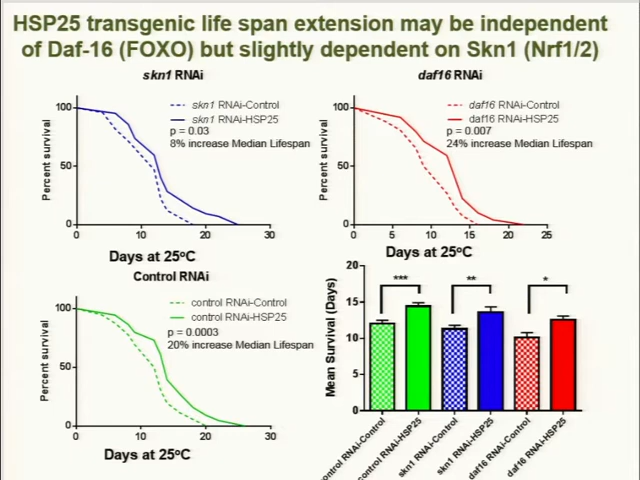 HSP25 transgenic life span extension may be independent
of Daf-16 (FOXO) but slightly dependent on Skn1 (Nrf1/2)
skn1 RNAi
100
50
0
Percent survival
skn1 RNAi-Control
skn1 RNAi-HSP25
p = 0.03
8% increase Median Lifespan
0 10 20 30
Days at 25°C
daf16 RNAi
100
50
0
Percent survival
daf16 RNAi-Control
daf16 RNAi-HSP25
p = 0.007
24% increase Median Lifespan
0 5 10 15 20 25
Days at 25°C
Control RNAi
100
50
0
Percent survival
control RNAi-Control
control RNAi-HSP25
p = 0.0003
20% increase Median Lifespan
0 10 20 30
Days at 25°C
20
15
10
5
0
Mean Survival (Days)
***
**
*
control RNAi-Control
control RNAi-HSP25
skn1 RNAi-Control
skn1 RNAi-HSP25
daf16 RNAi-Control
daf16 RNAi-HSP25